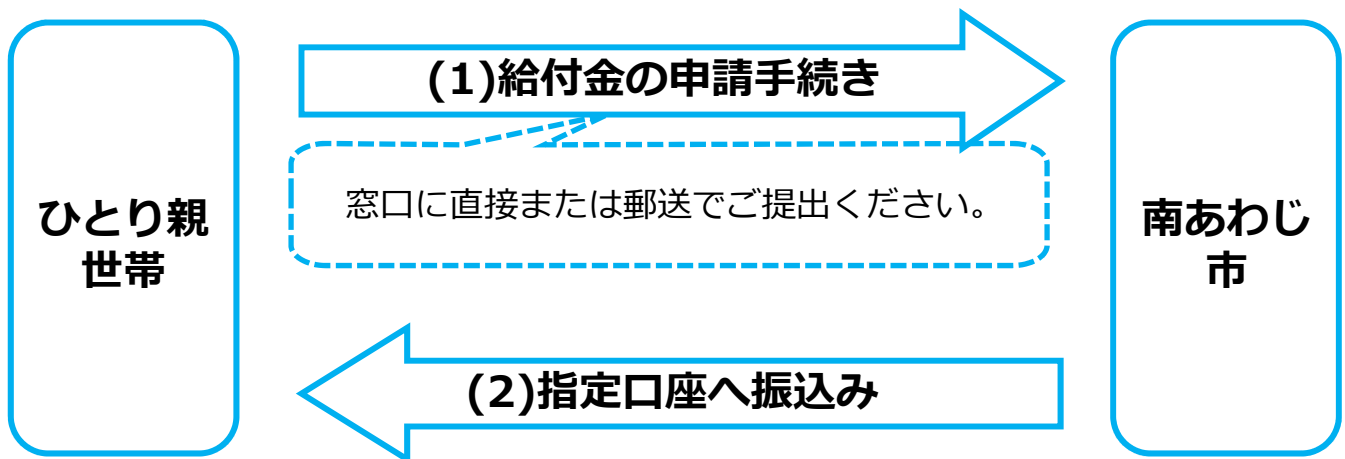 ひとり親
世帯
(1)給付金の申請手続き
窓口に直接または郵送でご提出ください。
(2)指定口座へ振込み
南あわじ
市